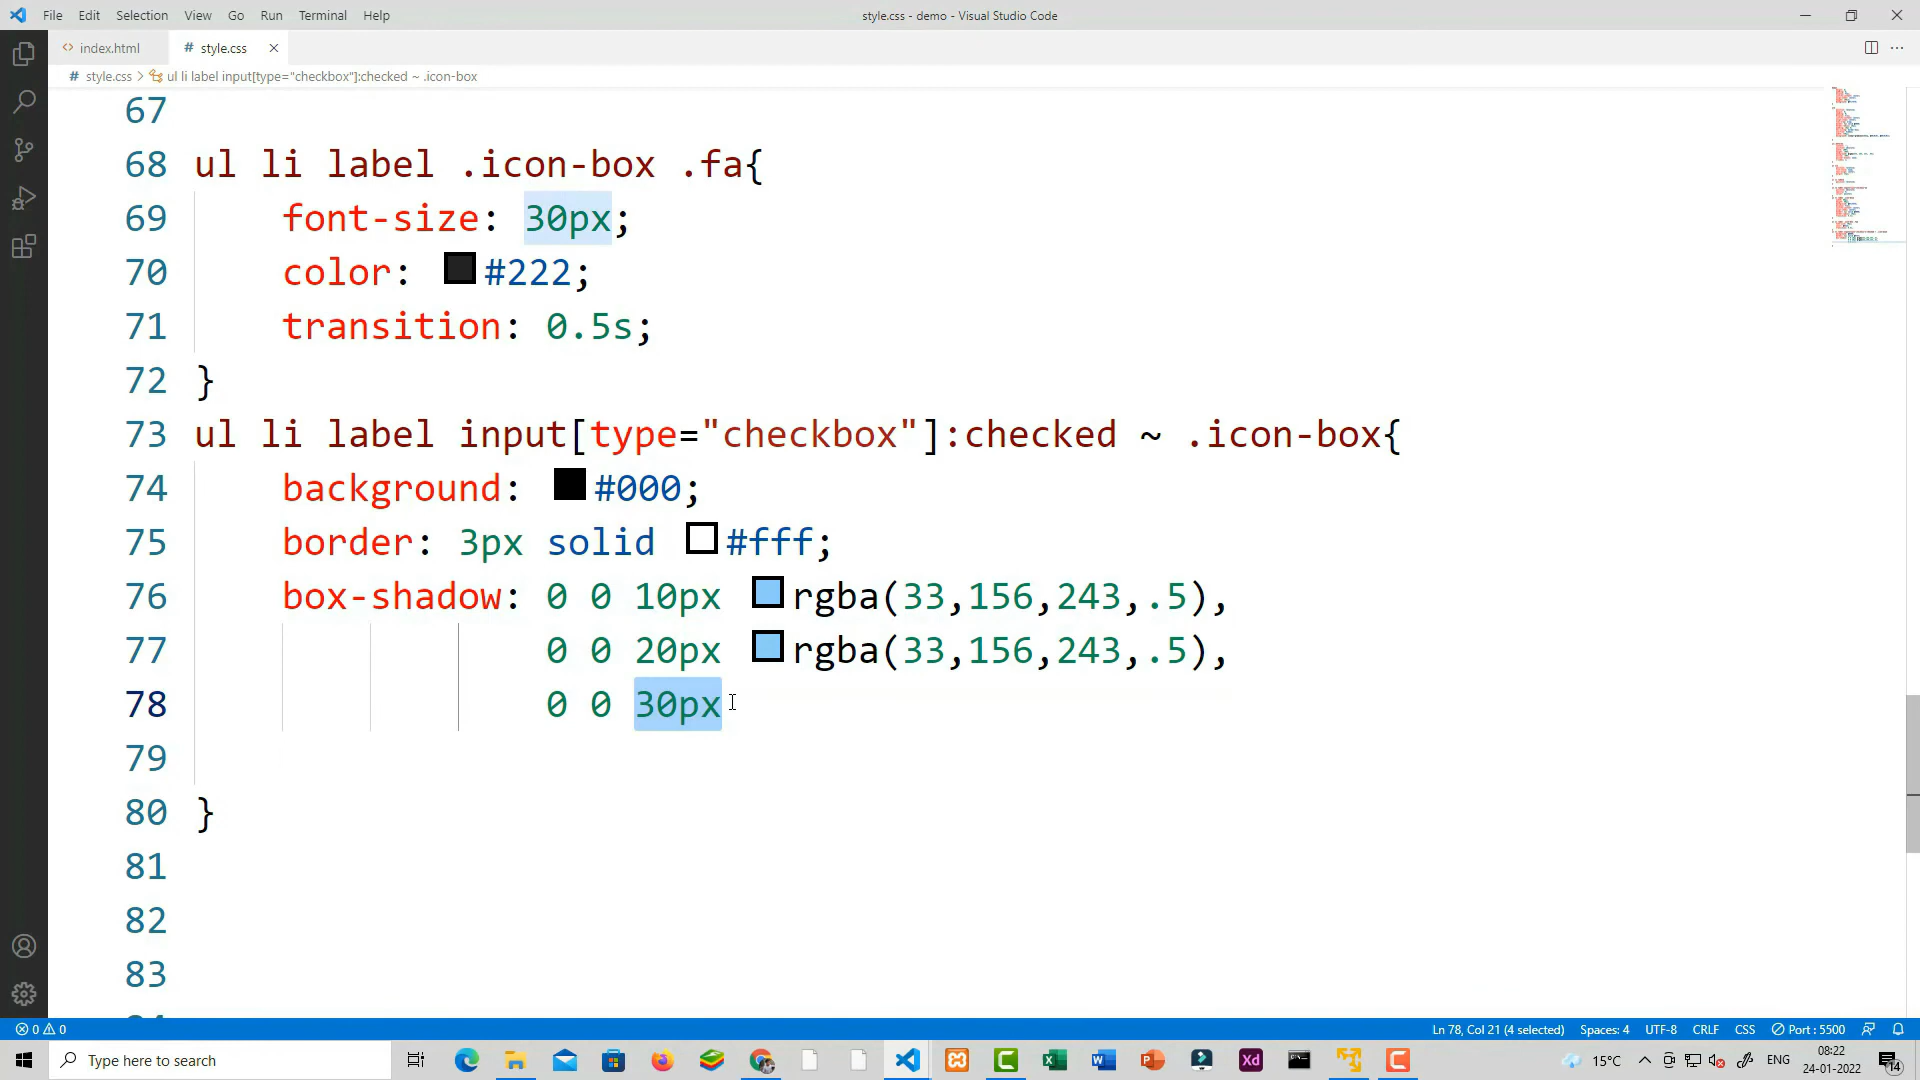 File Edit Selection View Go Run Terminal Help
style.css - demo - Visual Studio Code
<> index.html # style.css
# style.css > ul li label input[type="checkbox"]:checked ~ .icon-box
67
68 ul li label .icon-box .fa{
69 font-size: 30px;
70 color: #222;
71 transition: 0.5s;
72 }
73 ul li label input[type="checkbox"]:checked ~ .icon-box{
74 background: #000;
75 border: 3px solid #fff;
76 box-shadow: 0 0 10px rgba(33,156,243,.5),
77 0 0 20px rgba(33,156,243,.5),
78 0 0 30px
79
80 }
81
82
83
0 0 Ln 78, Col 21 (4 selected) Spaces: 4 UTF-8 CRLF CSS Port : 5500
Type here to search
Xd
15°C ENG
08:22
24-01-2022
14